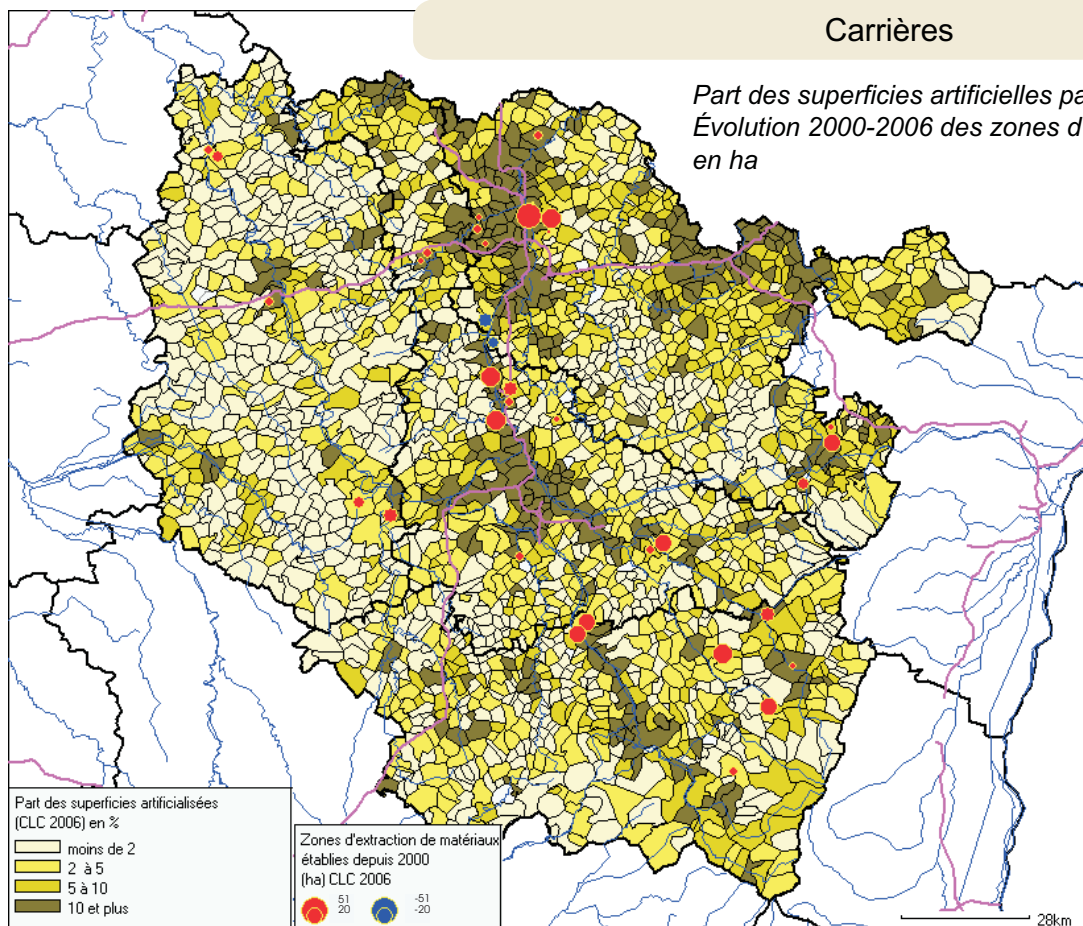 Carrières
Part des superficies artificielles pa
Évolution 2000-2006 des zones d
en ha
Part des superficies artificialisées
(CLC 2006) en %
moins de 2
2 à 5
5 à 10
10 et plus
Zones d'extraction de matériaux
établies depuis 2000
(ha) CLC 2006
51
20
-51
-20
28km